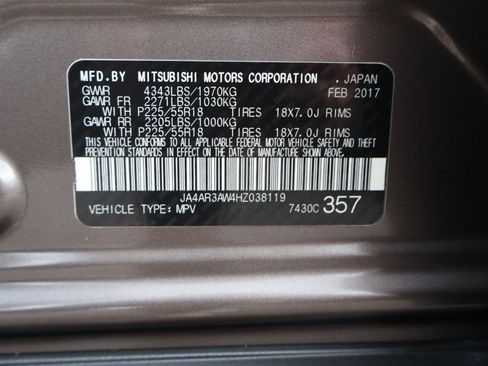 MFD.BY MITSUBISHI MOTORS CORPORATION , JAPAN
GVWR 4343LBS/1970KG FEB 2017
GAWR FR 2271LBS/1030KG
WITH P225/55R18 TIRES 18X7.0J RIMS
GAWR RR 2205LBS/1000KG
WITH P225/55R18 TIRES 18X7.0J RIMS
THIS VEHICLE CONFORMS TO ALL APPLICABLE FEDERAL MOTOR VEHICLE SAFETY AND THEFT
PREVENTION STANDARDS IN EFFECT ON THE DATE OF MANUFACTURE SHOWN ABOVE.
JA4AR3AW4HZ038119
VEHICLE TYPE:MPV 7430C 357